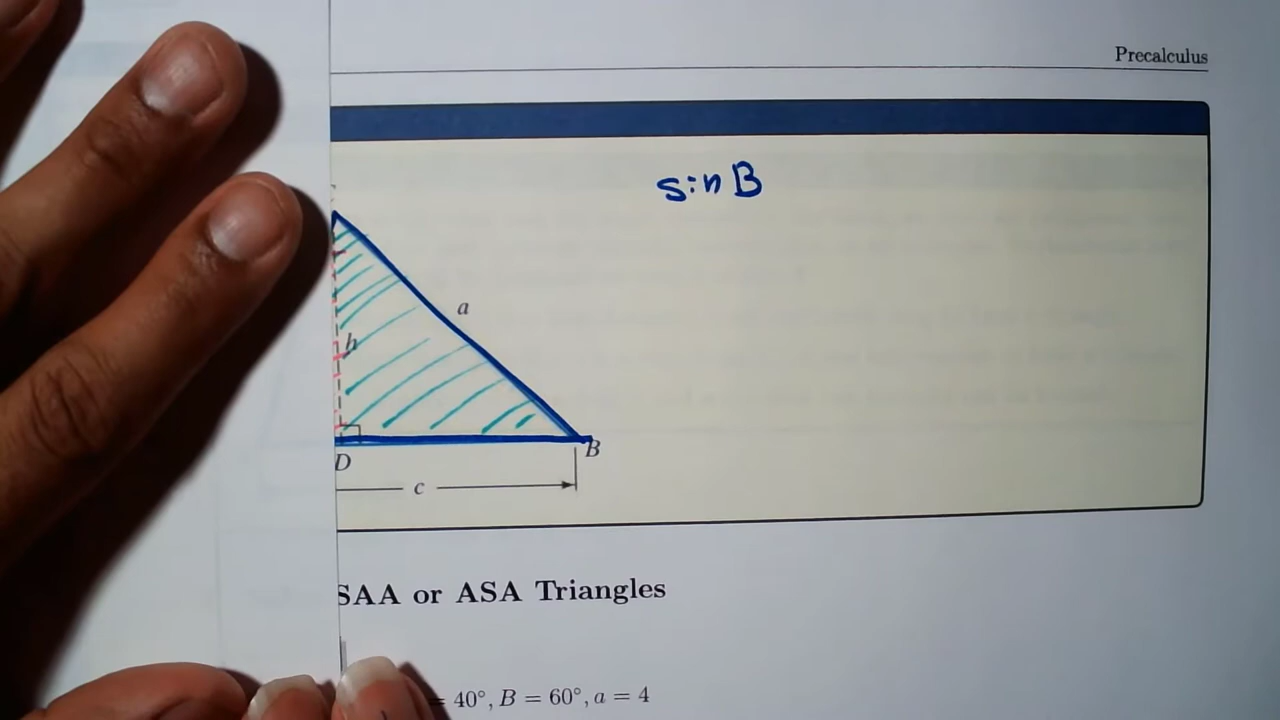 Precalculus
sin B
a
h
D
B
c
SAA or ASA Triangles
= 40°, B = 60°, a = 4